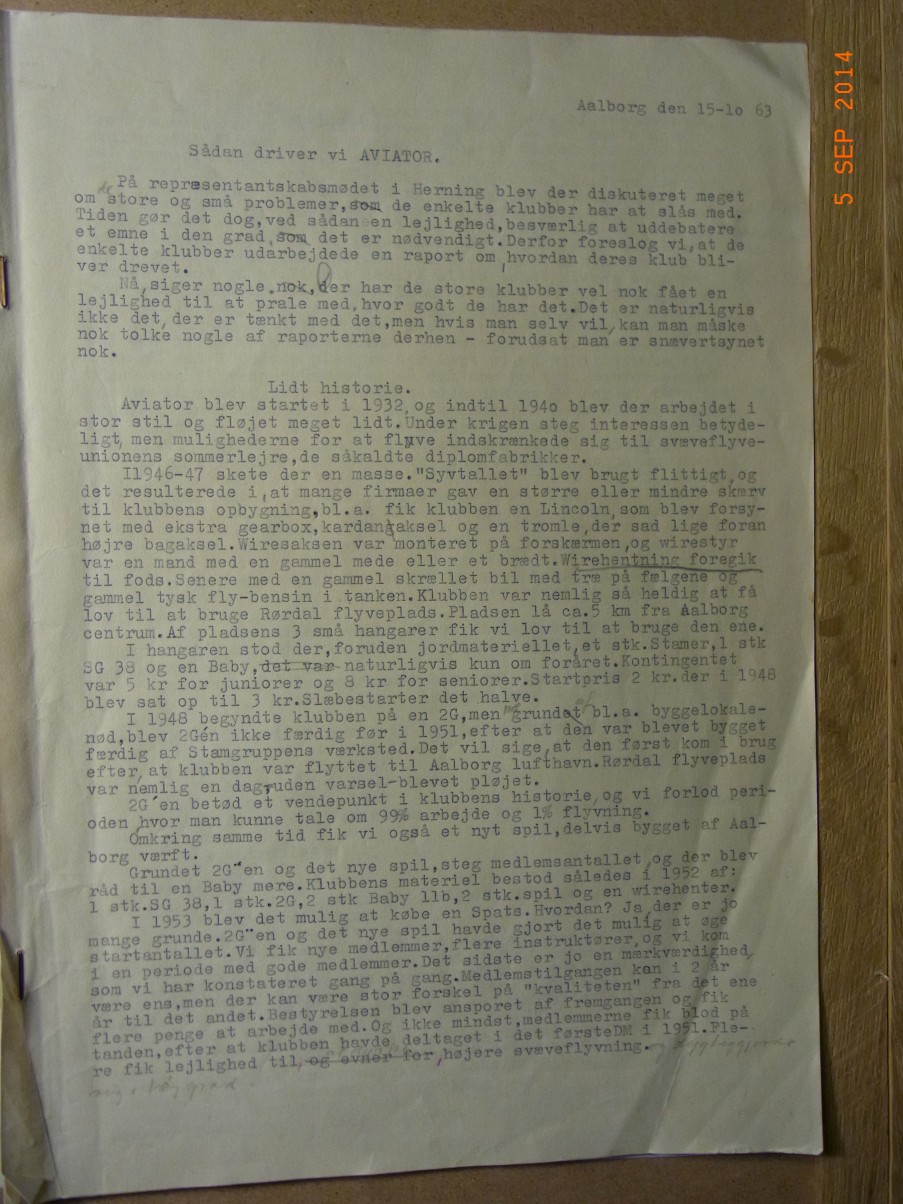 Aalborg den 15-1o 63
5 SEP 2014
Sådan driver vi AVIATOR.
På repræsentantskabsmødet i Herning blev der diskuteret meget
om de store og små problemer, som de enkelte klubber har at slås med.
Tiden gør det dog,ved sådan en lejlighed,besværlig at uddebatere
et emne i den grad, som det er nødvendigt.Derfor foreslog vi,at de
enkelte klubber udarbejdede en raport om,hvordan deres klub bli-
ver drevet.
Nå,siger nogle nok,der har de store klubber vel nok fået en
lejlighed til at prale med,hvor godt de har det.Det er naturligvis
ikke det,der er tænkt med det,men hvis man selv vil,kan man måske
nok tolke nogle af raporterne derhen - forudsat man er snævertsynet
nok.
Lidt historie.
Aviator blev startet i 1932,og indtil 194o blev der arbejdet i
stor stil og fløjet meget lidt.Under krigen steg interessen betyde-
ligt,men mulighederne for at flyve indskrænkede sig til svæveflyve-
unionens sommerlejre,de såkaldte diplomfabrikker.
I1946-47 skete der en masse."Syvtallet" blev brugt flittigt,og
det resulterede i,at mange firmaer gav en større eller mindre skærv
til klubbens opbygning,bl.a. fik klubben en Lincoln,som blev forsy-
net med ekstra gearbox,kardanaksel og en tromle,der sad lige foran
højre bagaksel.Wiresaksen var monteret på forskærmen,og wirestyr
var en mand med en gammel mede eller et brædt.Wirehentning foregik
til fods.Senere med en gammel skrællet bil med træ på fælgene og
gammel tysk fly-bensin i tanken.Klubben var nemlig så heldig at få
lov til at bruge Rørdal flyveplads.Pladsen lå ca.5 km fra Aalborg
centrum.Af pladsens 3 små hangarer fik vi lov til at bruge den ene.
I hangaren stod der,foruden jordmateriellet,et stk.Stamer,1 stk
SG 38 og en Baby,det var naturligvis kun om foråret.Kontingentet
var 5 kr for juniorer og 8 kr for seniorer.Startpris 2 kr.der i 1948
blev sat op til 3 kr.Slæbestarter det halve.
I 1948 begyndte klubben på en 2G,men grundet af bl.a. byggelokale-
nød,blev 2Gén ikke færdig før i 1951,efter at den var blevet bygget
færdig af Stamgruppens værksted.Det vil sige,at den først kom i brug
efter,at klubben var flyttet til Aalborg lufthavn.Rørdal flyveplads
var nemlig en dag,uden varsel-blevet pløjet.
2G´en betød et vendepunkt i klubbens historie,og vi forlod peri-
oden,hvor man kunne tale om 99% arbejde og 1% flyvning.
Omkring samme tid fik vi også et nyt spil,delvis bygget af Aal-
borg værft.
Grundet 2G¨en og det nye spil,steg medlemsantallet,og der blev
råd til en Baby mere.Klubbens materiel bestod således i 1952 af:
1 stk.SG 38,1 stk.2G,2 stk Baby llb,2 stk.spil og en wirehenter.
I 1953 blev det mulig at købe en Spats.Hvordan? Ja,der er jo
mange grunde.2G¨en og det nye spil havde gjort det mulig at øge
startantallet.Vi fik nye medlemmer,flere instruktører,og vi kom
i en periode med gode medlemmer.Det sidste er jo en mærkværdighed,
som vi har konstateret gang på gang.Medlemstilgangen kan i 2 år
være ens,men der kan være stor forskel på "kvaliteten" fra det ene
år til det andet.Bestyrelsen blev ansporet af fremgangen og fik
flere penge at arbejde med.Og ikke mindst,medlemmerne fik blod på
tanden,efter at klubben havde deltaget i detførsteDM i 1951.Fle-
re fik lejlighed til,og evner for,højere svæveflyvning.